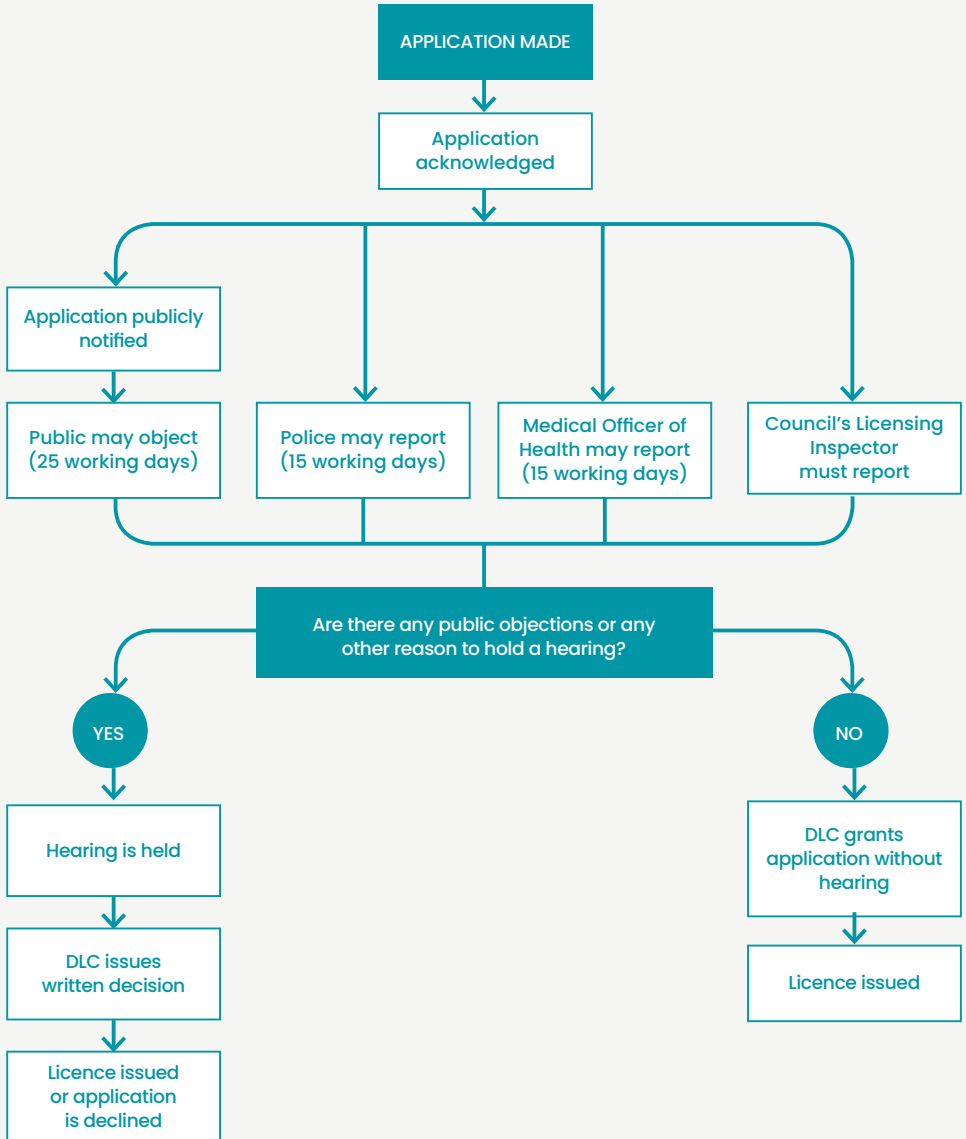 APPLICATION MADE
Application
acknowledged
Application publicly
notified
Public may object
(25 working days)
Police may report
(15 working days)
Medical Officer of
Health may report
(15 working days)
Council's Licensing
Inspector
must report
Are there any public objections or any
other reason to hold a hearing?
YES
NO
Hearing is held
DLC grants
application without
hearing
DLC issues
written decision
Licence issued
Licence issued
or application
is declined